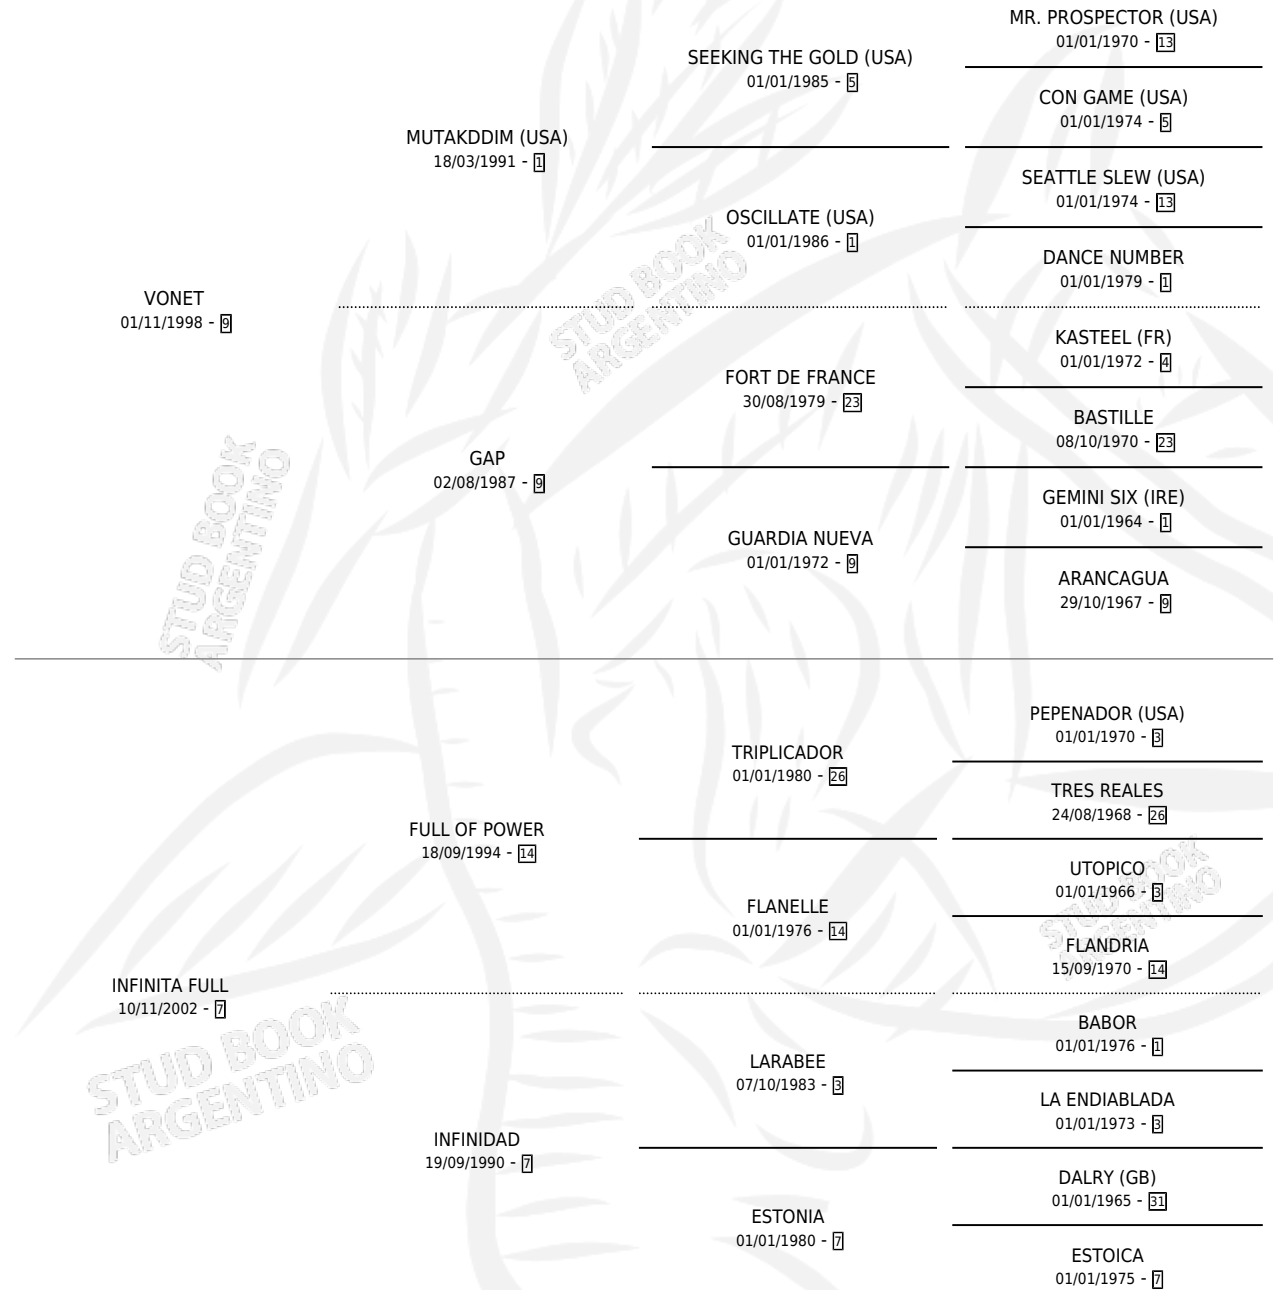 MR. PROSPECTOR (USA)
01/01/1970 - 13
SEEKING THE GOLD (USA)
01/01/1985 - 5
CON GAME (USA)
01/01/1974 - 5
MUTAKDDIM (USA)
18/03/1991 - 1
SEATTLE SLEW (USA)
01/01/1974 - 13
OSCILLATE (USA)
01/01/1986 - 1
DANCE NUMBER
01/01/1979 - 1
VONET
01/11/1998 - 9
KASTEEL (FR)
01/01/1972 - 4
FORT DE FRANCE
30/08/1979 - 23
BASTILLE
08/10/1970 - 23
GAP
02/08/1987 - 9
GEMINI SIX (IRE)
01/01/1964 - 1
GUARDIA NUEVA
01/01/1972 - 9
ARANCAGUA
29/10/1967 - 9
PEPENADOR (USA)
01/01/1970 - 3
TRIPLICADOR
01/01/1980 - 26
TRES REALES
24/08/1968 - 26
FULL OF POWER
18/09/1994 - 14
UTOPICO
01/01/1966 - 3
FLANELLE
01/01/1976 - 14
FLANDRIA
15/09/1970 - 14
INFINITA FULL
10/11/2002 - 7
BABOR
01/01/1976 - 1
LARABEE
07/10/1983 - 3
LA ENDIABLADA
01/01/1973 - 3
INFINIDAD
19/09/1990 - 7
DALRY (GB)
01/01/1965 - 31
ESTONIA
01/01/1980 - 7
ESTOICA
01/01/1975 - 7
STUD BOOK
ARGENTINO
STUD BOOK
ARGENTINO
STUD BOOK
ARGENTINO
STUD BOOK
ARGENTINO